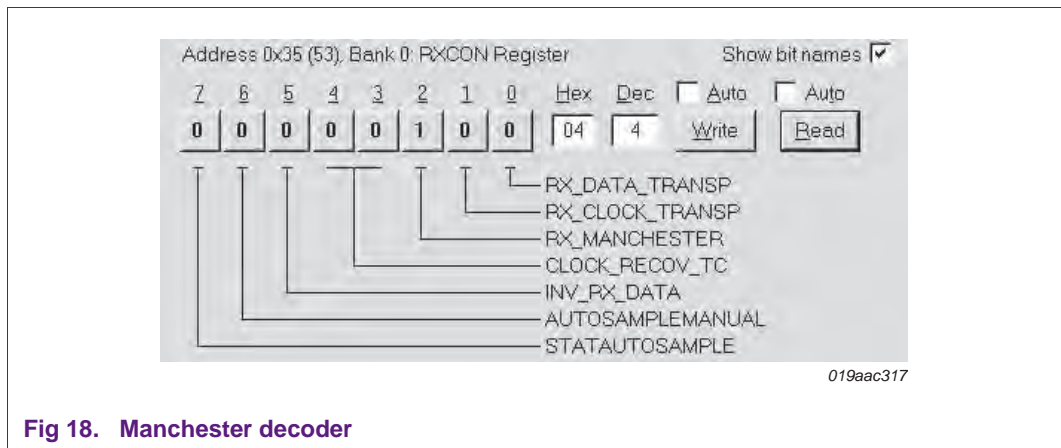 Address 0x35 (53), Bank 0: RXCON Register Show bit names
7 6 5 4 3 2 1 0 Hex Dec Auto Auto
0 0 0 0 0 1 0 0 04 4 Write Read
RX_DATA_TRANSP
RX_CLOCK_TRANSP
RX_MANCHESTER
CLOCK_RECOV_TC
INV_RX_DATA
AUTOSAMPLEMANUAL
STATAUTOSAMPLE
019aac317
Fig 18. Manchester decoder